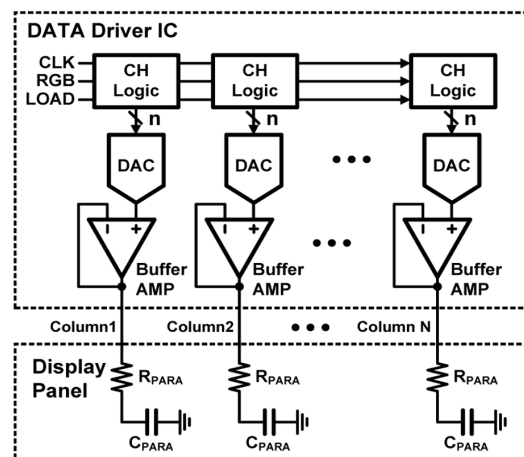 DATA Driver IC
CLK
RGB
LOAD
CH Logic
CH Logic
CH Logic
n
n
n
DAC
DAC
DAC
− +
− +
− +
Buffer AMP
Buffer AMP
Buffer AMP
Column1
Column2
Column N
Display Panel
RPARA
RPARA
RPARA
CPARA
CPARA
CPARA